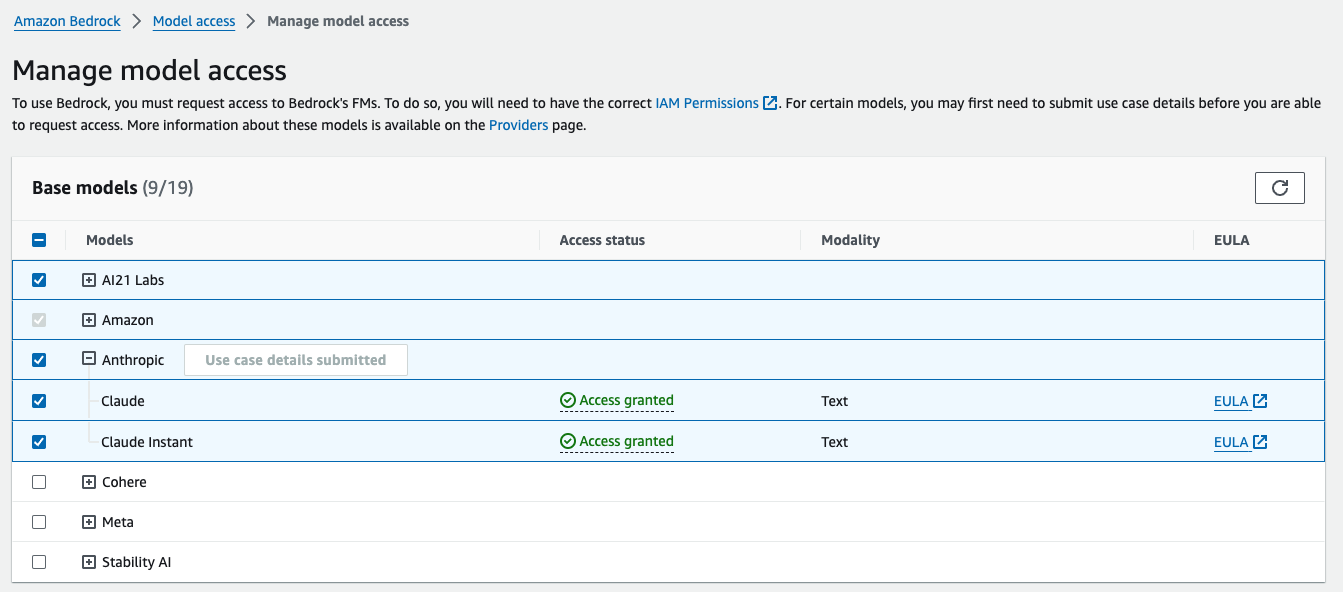 Amazon Bedrock > Model access > Manage model access
Manage model access
To use Bedrock, you must request access to Bedrock's FMs. To do so, you will need to have the correct IAM Permissions. For certain models, you may first need to submit use case details before you are able
to request access. More information about these models is available on the Providers page.
Base models (9/19)
Models Access status Modality EULA
AI21 Labs
Amazon
Anthropic Use case details submitted
Claude Access granted Text EULA
Claude Instant Access granted Text EULA
Cohere
Meta
Stability AI